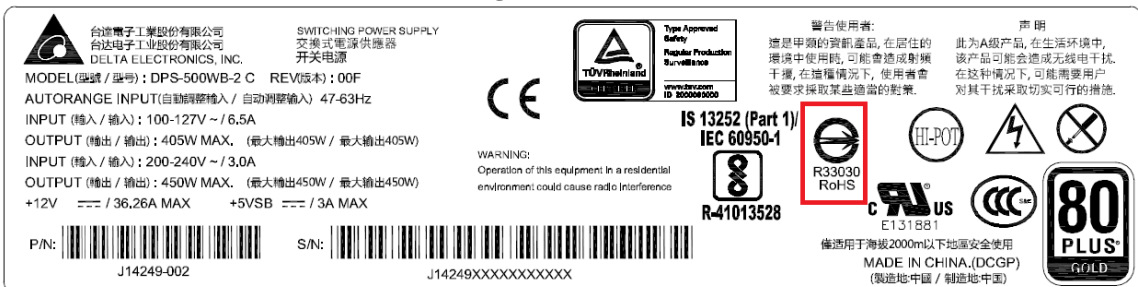 台達電子工業股份有限公司
台达电子工业股份有限公司
DELTA ELECTRONICS, INC.
SWITCHING POWER SUPPLY
交換式電源供應器
开关电源
MODEL(型號 / 型号) : DPS-500WB-2 C REV(版本) : 00F
AUTORANGE INPUT(自動調整輸入 / 自动调整输入) 47-63Hz
INPUT (輸入 / 输入) : 100-127V ~ / 6.5A
OUTPUT (輸出 / 输出) : 405W MAX. (最大輸出405W / 最大输出405W)
INPUT (輸入 / 输入) : 200-240V ~ / 3.0A
OUTPUT (輸出 / 输出) : 450W MAX. (最大輸出450W / 最大输出450W)
+12V ⎓ / 36.26A MAX +5VSB ⎓ / 3A MAX
P/N:
J14249-002
S/N:
J14249XXXXXXXXXXX
CE
WARNING:
Operation of this equipment in a residential
environment could cause radio interference
TÜVRheinland
Type Approved
Safety
Regular Production
Surveillance
www.tuv.com
ID 2000000000
IS 13252 (Part 1)/
IEC 60950-1
R-41013528
警告使用者:
這是甲類的資訊產品, 在居住的
環境中使用時, 可能會造成射頻
干擾, 在這種情況下, 使用者會
被要求採取某些適當的對策.
声 明
此为A级产品, 在生活环境中,
该产品可能会造成无线电干扰.
在这种情况下, 可能需要用户
对其干扰采取切实可行的措施.
R33030
RoHS
HI-POT
C RU US
E131881
CCC S&E
僅适用于海拔2000m以下地區安全使用
MADE IN CHINA.(DCGP)
(製造地:中國 / 制造地:中国)
80
PLUS®
GOLD